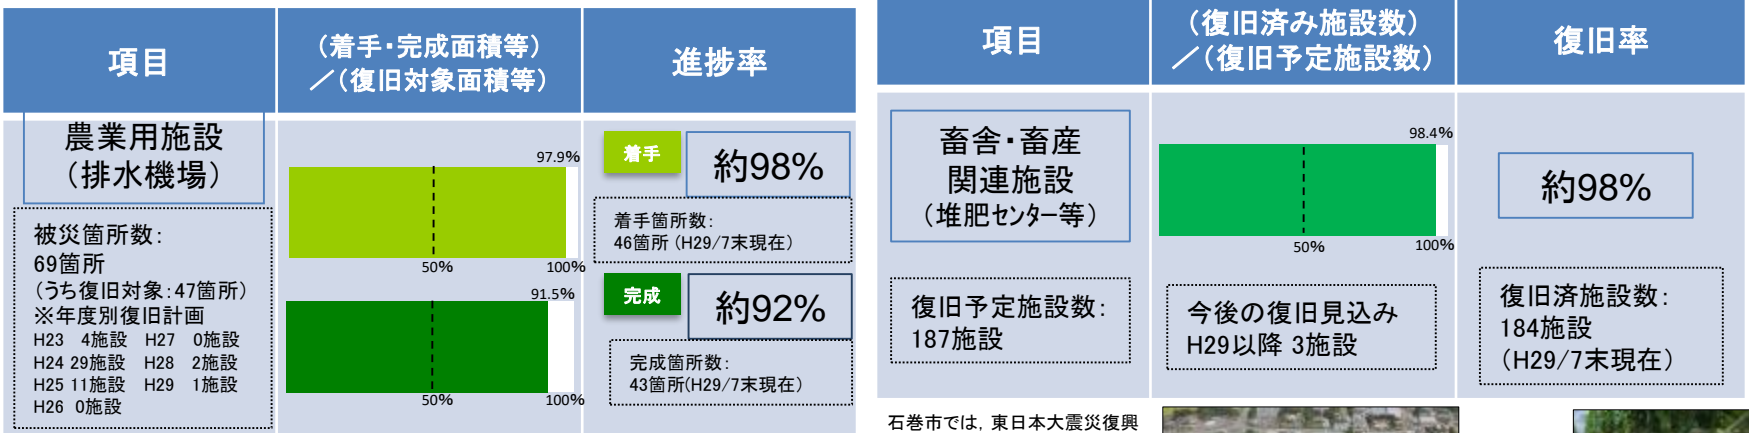 項目
（着手・完成面積等）
／（復旧対象面積等）
進捗率
農業用施設
（排水機場）
被災箇所数：
69箇所
（うち復旧対象：47箇所）
※年度別復旧計画
H23 4施設 H27 0施設
H24 29施設 H28 2施設
H25 11施設 H29 1施設
H26 0施設
97.9%
50%
100%
91.5%
50%
100%
着手
約98%
着手箇所数：
46箇所（H29/7末現在）
完成
約92%
完成箇所数：
43箇所(H29/7末現在）
項目
（復旧済み施設数）
／（復旧予定施設数）
復旧率
畜舎・畜産
関連施設
（堆肥センター等）
復旧予定施設数：
187施設
98.4%
50%
100%
今後の復旧見込み
H29以降 3施設
約98%
復旧済施設数：
184施設
（H29/7末現在）
石巻市では，東日本大震災復興